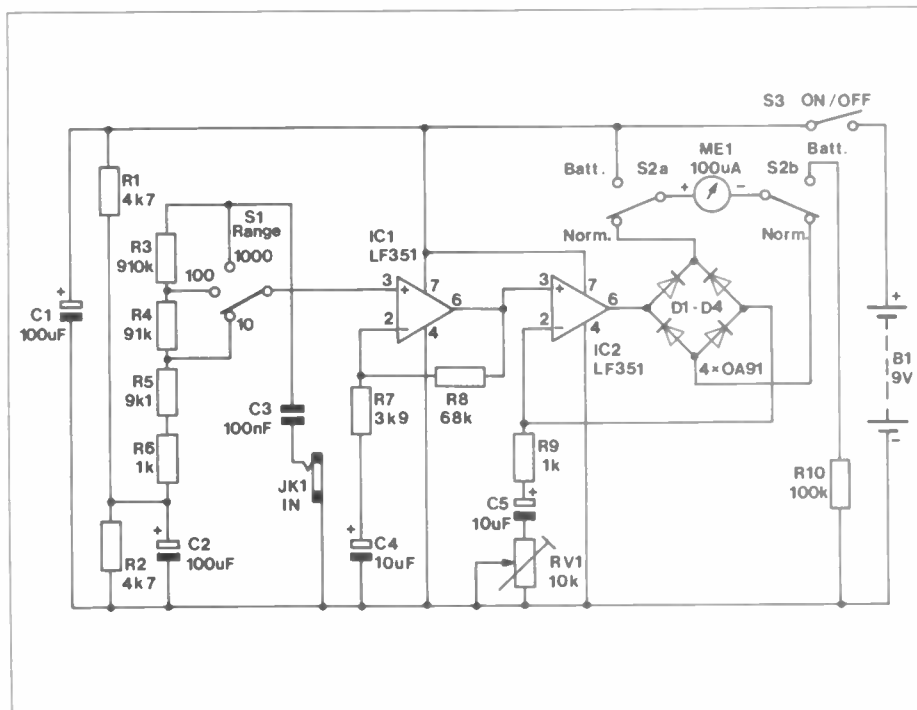 S3 ON/OFF
Batt.
S2a
ME1
100uA
S2b
Batt.
+
-
R1
4k7
S1
Range
1000
R3
910k
100
10
IC1
LF351
Norm.
Norm.
3
+
7
6
2
-
4
3
+
7
6
2
-
4
D1-D4
IC2
LF351
4×OA91
+
C1
100uF
R4
91k
R5
9k1
R6
1k
C3
100nF
R7
3k9
R8
68k
R9
1k
+
B1
9V
-
JK1
IN
+
C5
10uF
R10
100k
R2
4k7
+
C2
100uF
+
C4
10uF
RV1
10k